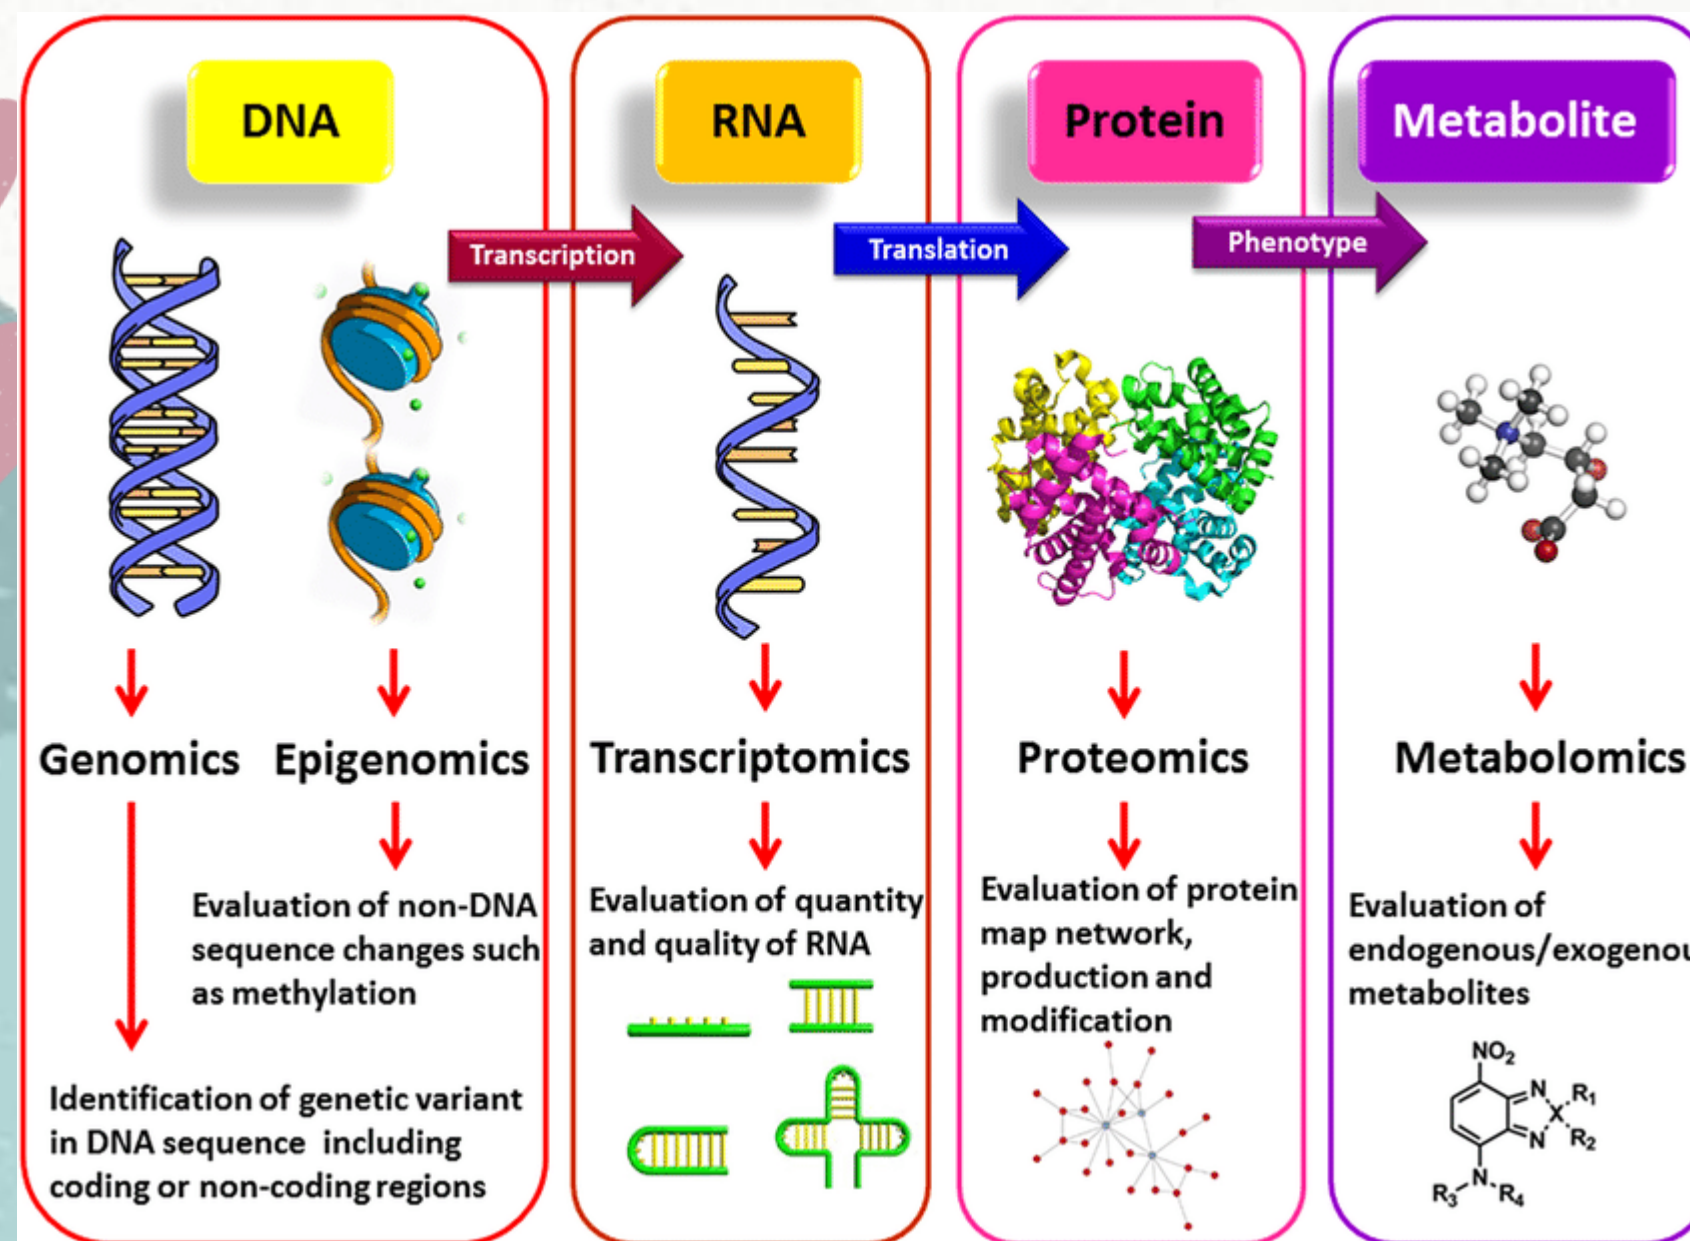 DNA
RNA
Protein
Metabolite
Transcription
Translation
Phenotype
Genomics
Epigenomics
Transcriptomics
Proteomics
Metabolomics
Evaluation of non-DNA
sequence changes such
as methylation
Identification of genetic variant
in DNA sequence including
coding or non-coding regions
Evaluation of quantity
and quality of RNA
Evaluation of protein
map network,
production and
modification
Evaluation of
endogenous/exogenou
metabolites
NO₂
N
R₁
X
N
R₂
N
R₃
R₄